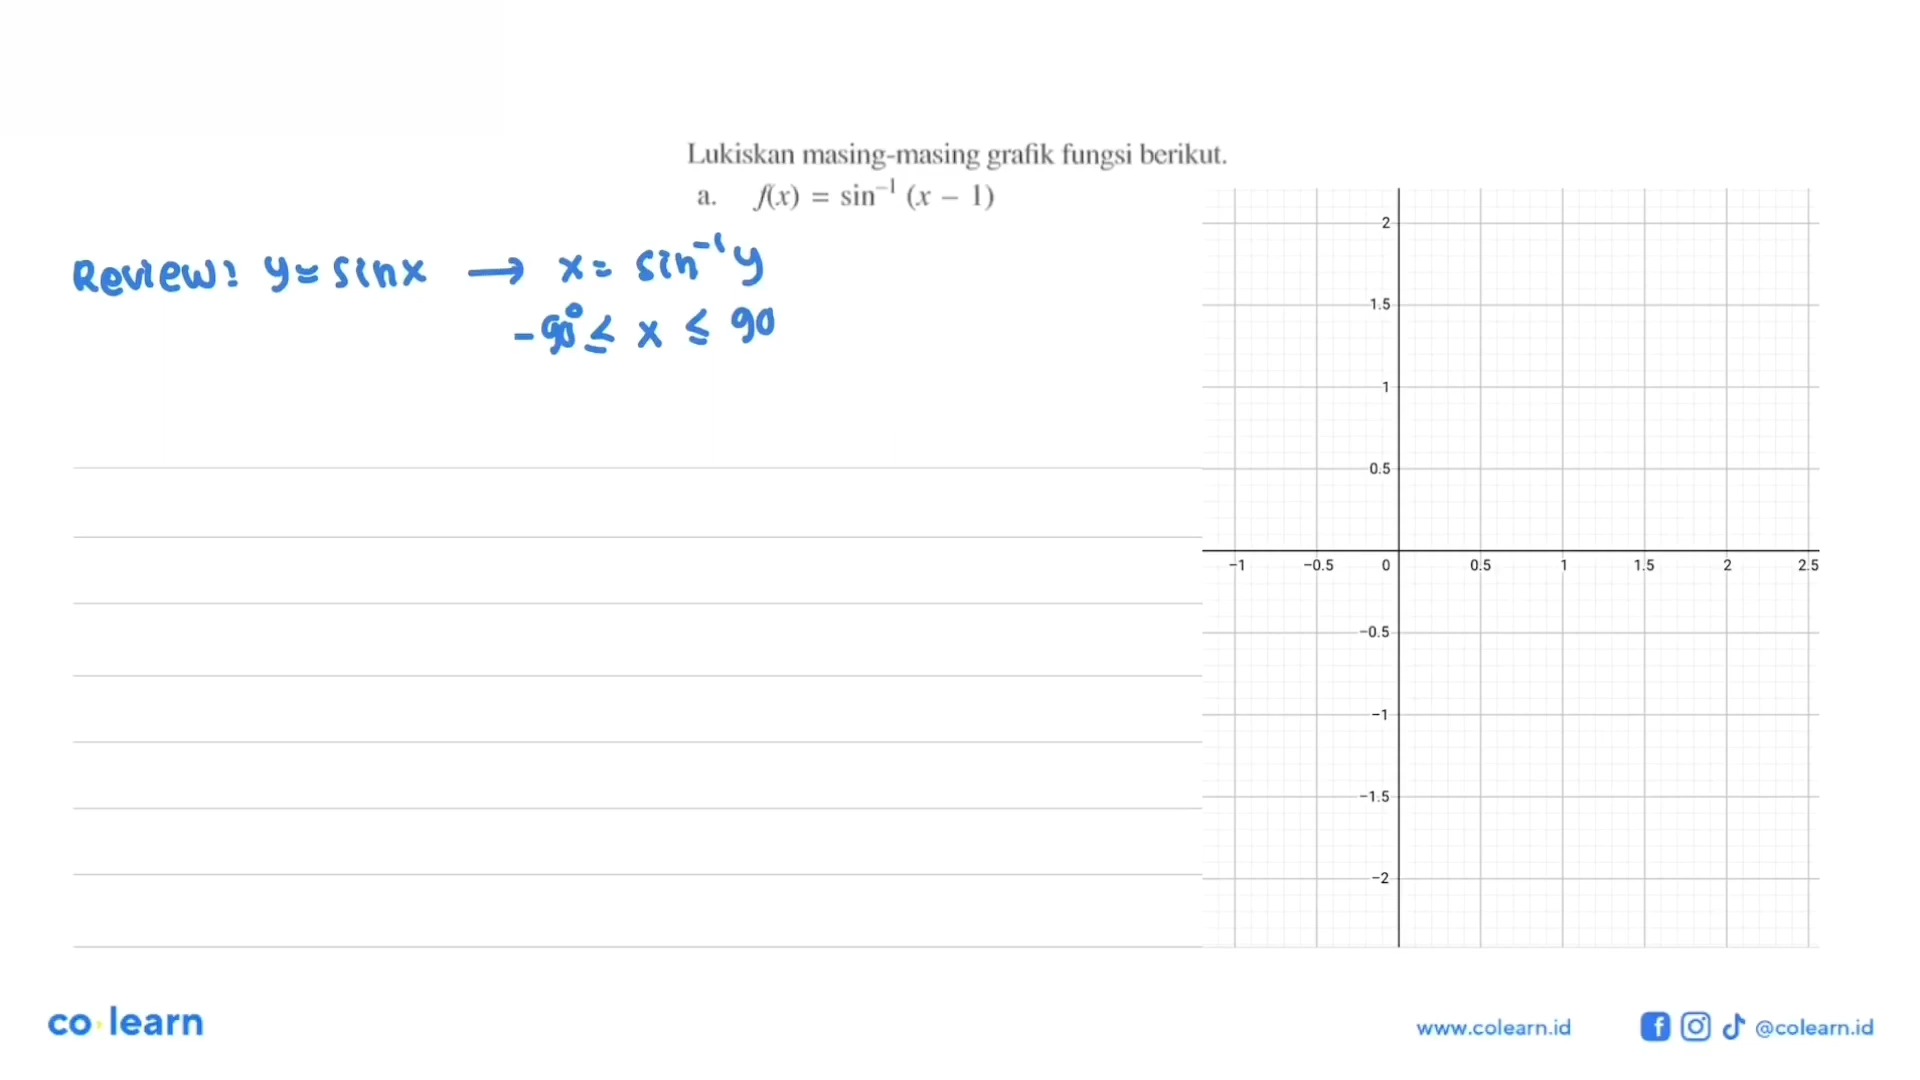 Lukiskan masing-masing grafik fungsi berikut.
a. f(x) = sin⁻¹ (x – 1)
Review: y = sin x → x = sin⁻¹ y
-90° ≤ x ≤ 90
2
1.5
1
0.5
−1 −0.5 0 0.5 1 1.5 2 2.5
−0.5
−1
−1.5
−2
co learn
www.colearn.id @colearn.id